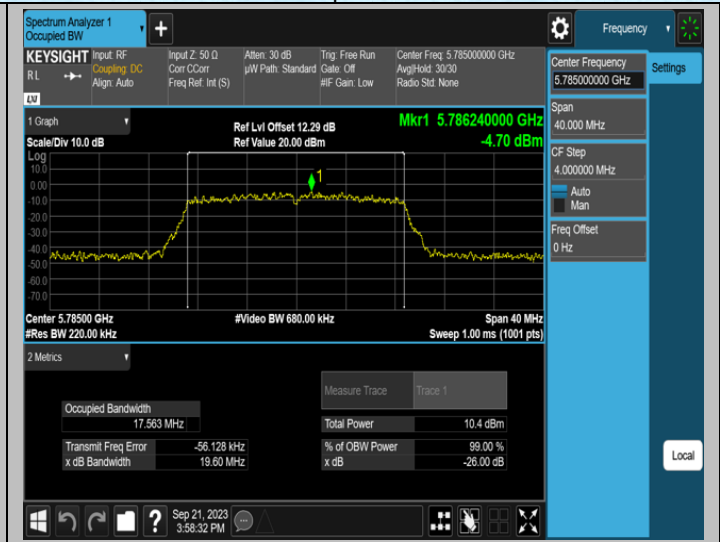 Spectrum Analyzer 1
Occupied BW
+
Frequency
KEYSIGHT
RL
LXI
Input: RF
Coupling: DC
Align: Auto
Input Z: 50 Ω
Corr CCorr
Freq Ref: Int (S)
Atten: 30 dB
µW Path: Standard
Trig: Free Run
Gate: Off
#IF Gain: Low
Center Freq: 5.785000000 GHz
Avg|Hold: 30/30
Radio Std: None
Center Frequency
5.785000000 GHz
Settings
Span
40.000 MHz
CF Step
4.000000 MHz
Auto
Man
Freq Offset
0 Hz
Local
1 Graph
Scale/Div 10.0 dB
Ref Lvl Offset 12.29 dB
Ref Value 20.00 dBm
Mkr1 5.786240000 GHz
-4.70 dBm
Log
10.0
0.00
-10.0
-20.0
-30.0
-40.0
-50.0
-60.0
-70.0
1
Center 5.78500 GHz
#Video BW 680.00 kHz
Span 40 MHz
#Res BW 220.00 kHz
Sweep 1.00 ms (1001 pts)
2 Metrics
Measure Trace Trace 1
Occupied Bandwidth
17.563 MHz
Total Power 10.4 dBm
Transmit Freq Error -56.128 kHz
% of OBW Power 99.00 %
x dB Bandwidth 19.60 MHz
x dB -26.00 dB
?
Sep 21, 2023
3:58:32 PM